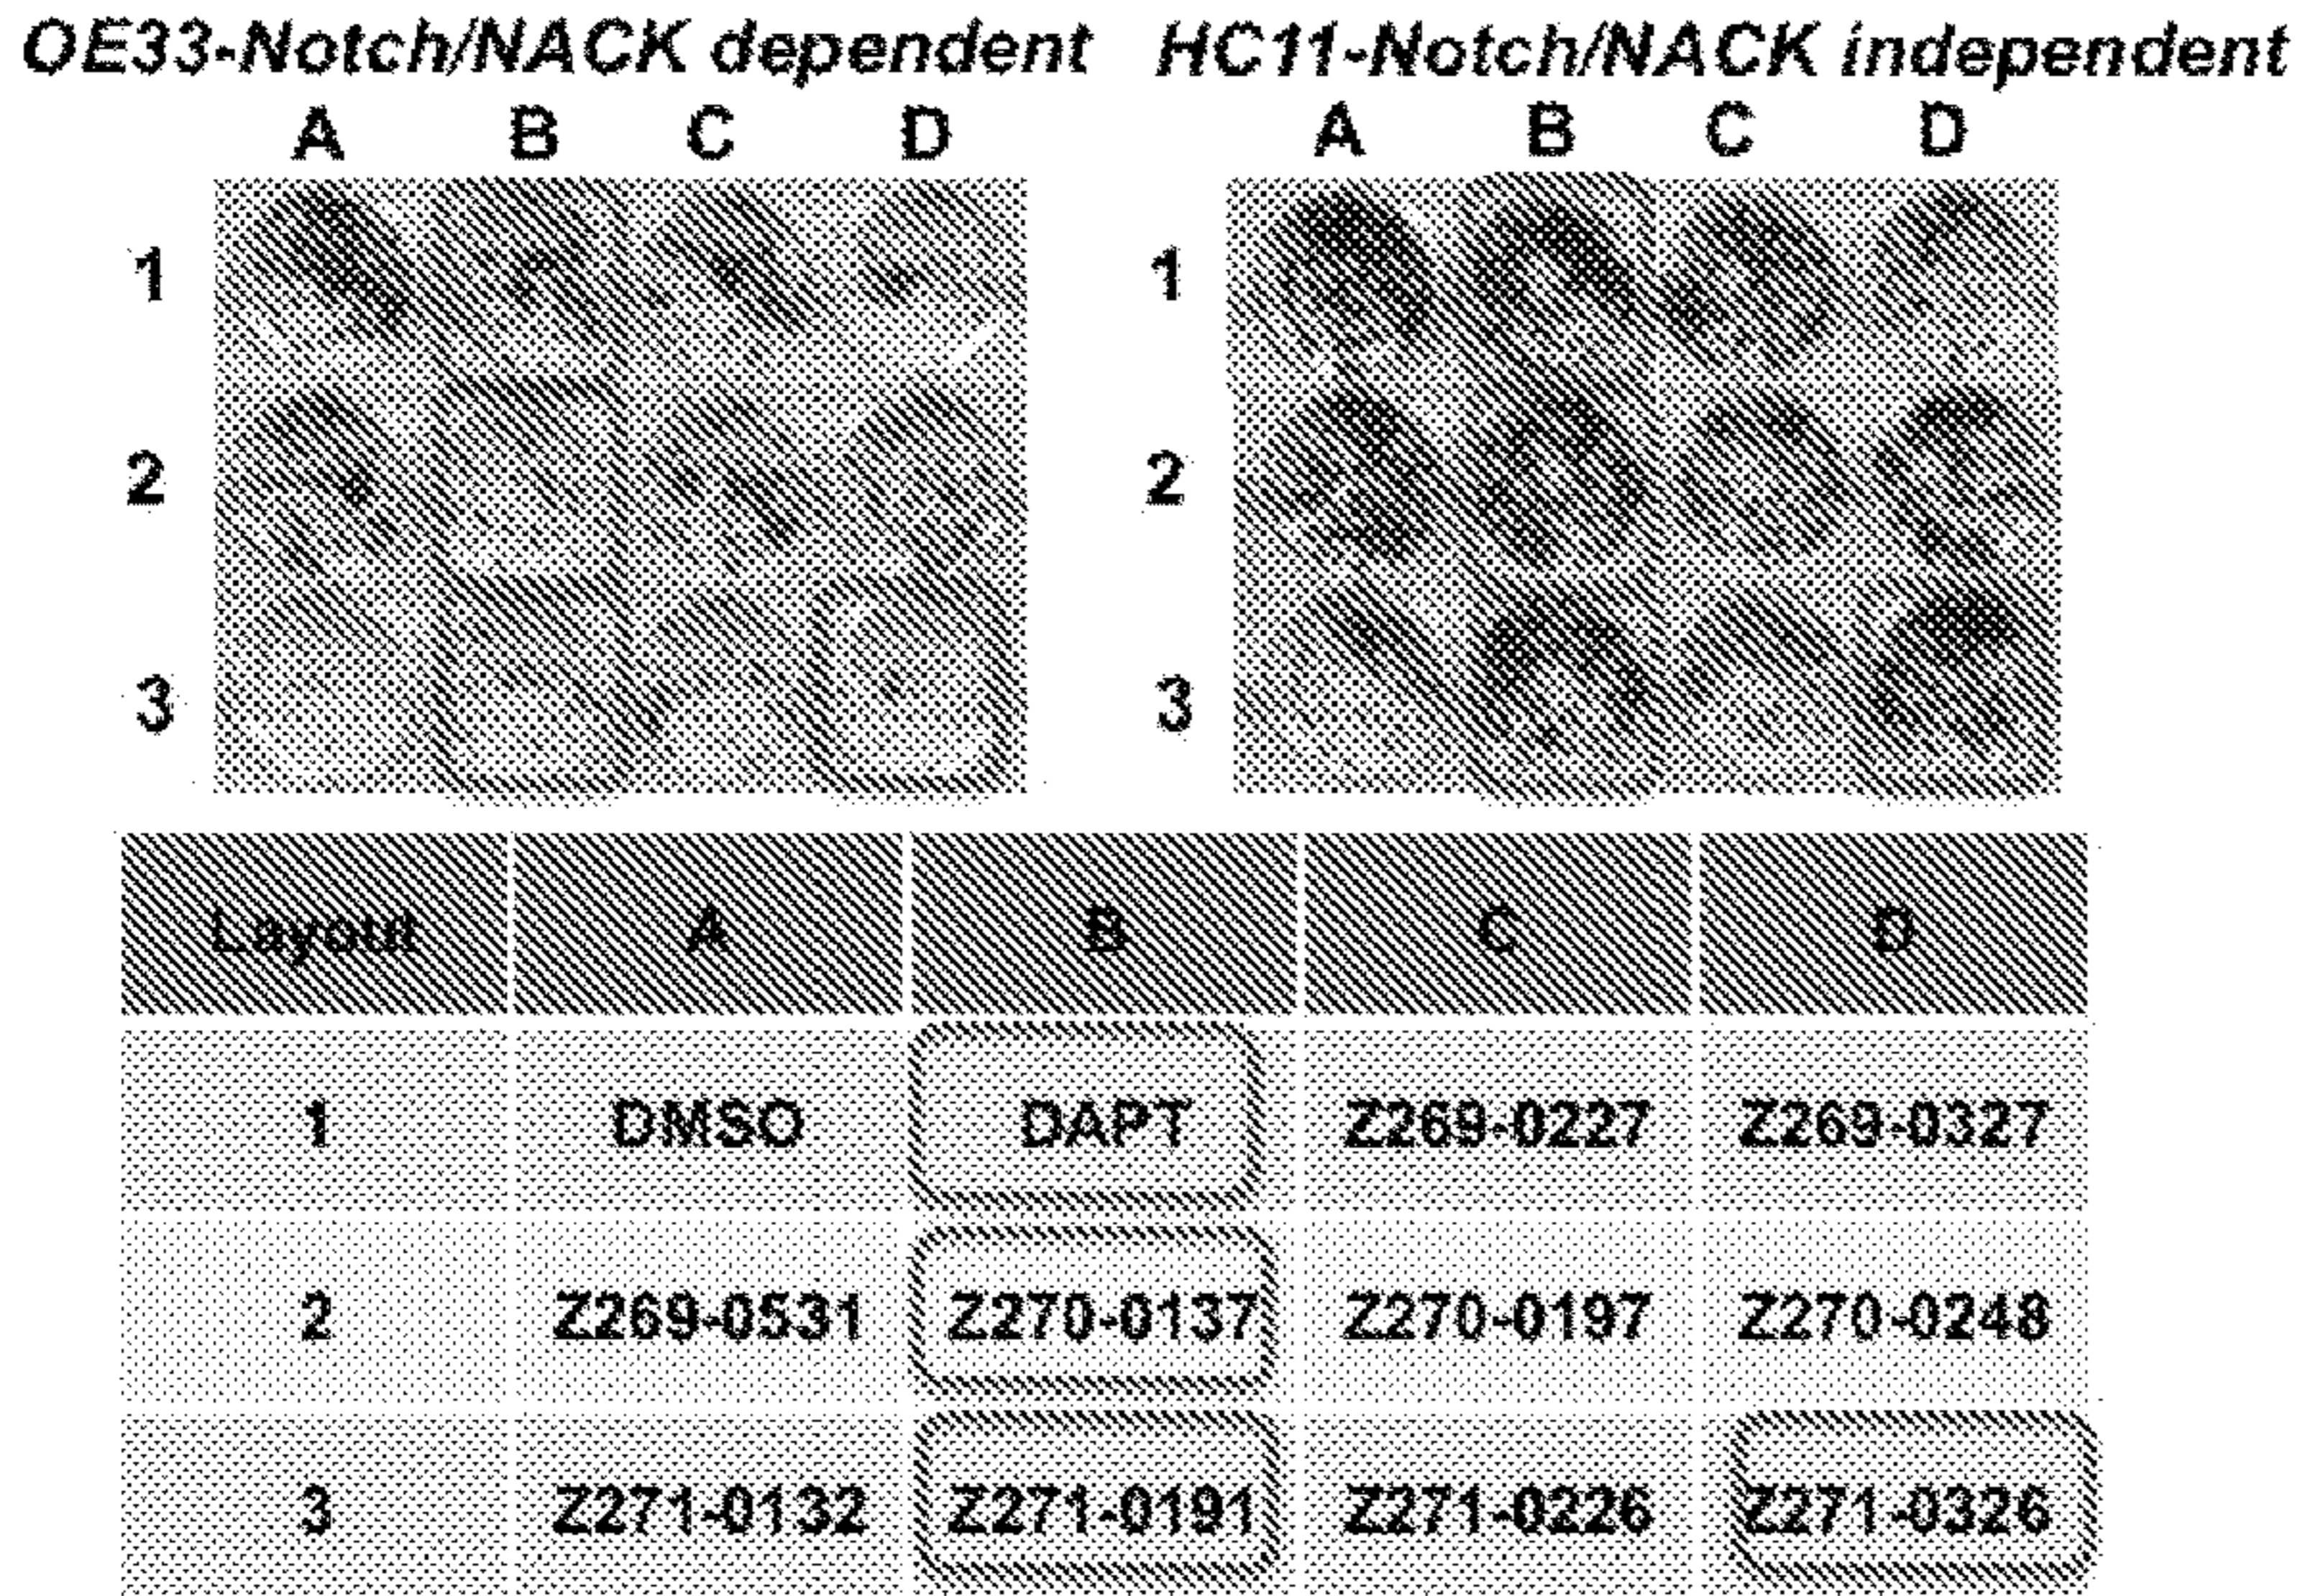 OE33-Notch/NACK dependent HC11-Notch/NACK independent
A B C D A B C D
1 1
2 2
3 3
Layout A B C D
1 DMSO DAPT Z269-0227 Z269-0327
2 Z269-0531 Z270-0137 Z270-0197 Z270-0248
3 Z271-0132 Z271-0191 Z271-0226 Z271-0326